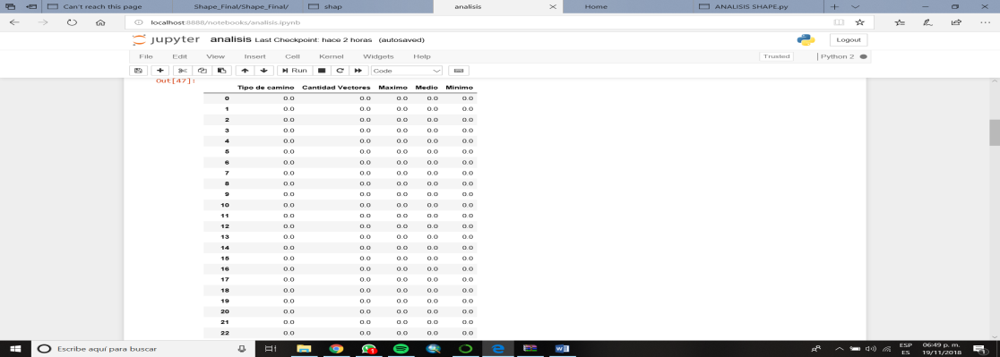 Can't reach this page Shape_Final/Shape_Final/ shap analisis Home ANALISIS SHAPE.py
localhost:8888/notebooks/analisis.ipynb
jupyter analisis Last Checkpoint: hace 2 horas (autosaved) Logout
File Edit View Insert Cell Kernel Widgets Help Trusted Python 2
Run Code
Out[47]:
Tipo de camino Cantidad Vectores Maximo Medio Minimo
0 0.0 0.0 0.0 0.0 0.0
1 0.0 0.0 0.0 0.0 0.0
2 0.0 0.0 0.0 0.0 0.0
3 0.0 0.0 0.0 0.0 0.0
4 0.0 0.0 0.0 0.0 0.0
5 0.0 0.0 0.0 0.0 0.0
6 0.0 0.0 0.0 0.0 0.0
7 0.0 0.0 0.0 0.0 0.0
8 0.0 0.0 0.0 0.0 0.0
9 0.0 0.0 0.0 0.0 0.0
10 0.0 0.0 0.0 0.0 0.0
11 0.0 0.0 0.0 0.0 0.0
12 0.0 0.0 0.0 0.0 0.0
13 0.0 0.0 0.0 0.0 0.0
14 0.0 0.0 0.0 0.0 0.0
15 0.0 0.0 0.0 0.0 0.0
16 0.0 0.0 0.0 0.0 0.0
17 0.0 0.0 0.0 0.0 0.0
18 0.0 0.0 0.0 0.0 0.0
19 0.0 0.0 0.0 0.0 0.0
20 0.0 0.0 0.0 0.0 0.0
21 0.0 0.0 0.0 0.0 0.0
22 0.0 0.0 0.0 0.0 0.0
Escribe aquí para buscar ESP 06:49 p. m.
ES 19/11/2018